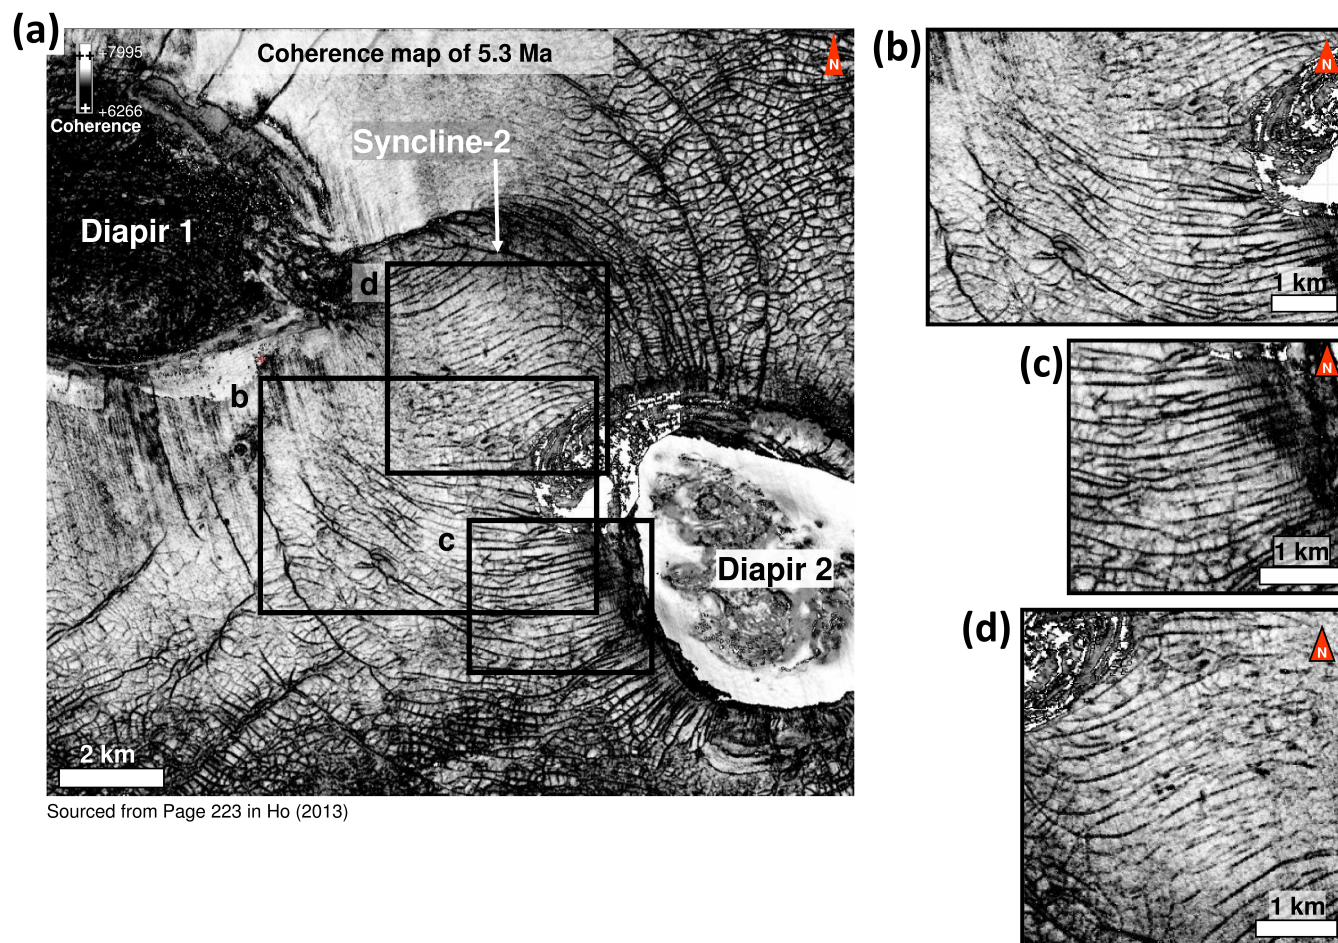 (a)
+7995
+6266
Coherence
Coherence map of 5.3 Ma
N
Syncline-2
Diapir 1
d
b
c
Diapir 2
2 km
Sourced from Page 223 in Ho (2013)
(b)
N
1 km
(c)
N
1 km
(d)
N
1 km